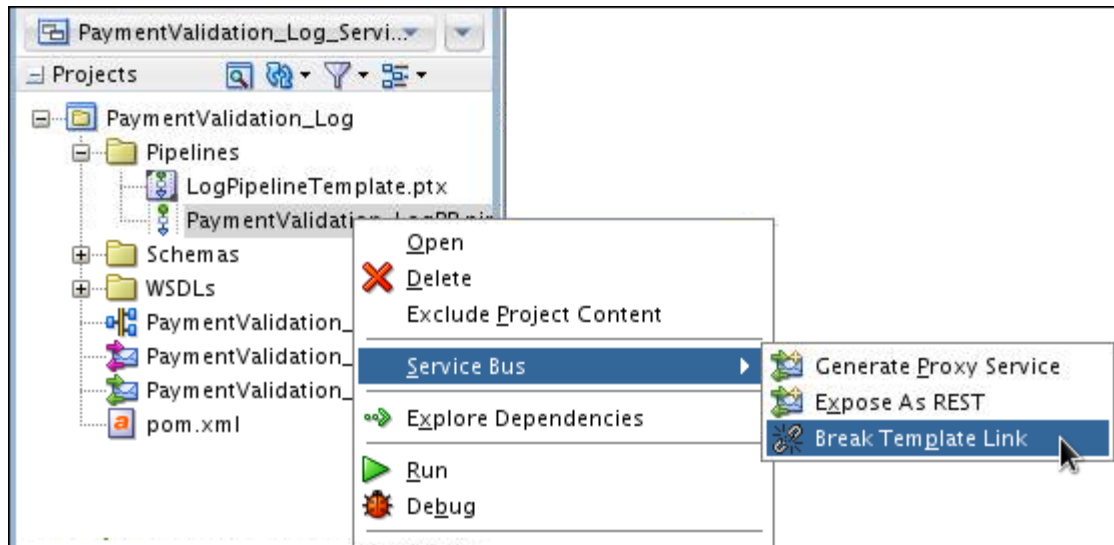 PaymentValidation_Log_Servi...
Projects
PaymentValidation_Log
Pipelines
LogPipelineTemplate.ptx
Open
Delete
Exclude Project Content
Schemas
WSDLs
PaymentValidation_
Service Bus
Generate Proxy Service
PaymentValidation_
Expose As REST
PaymentValidation_
Explore Dependencies
Break Template Link
pom.xml
Run
Debug